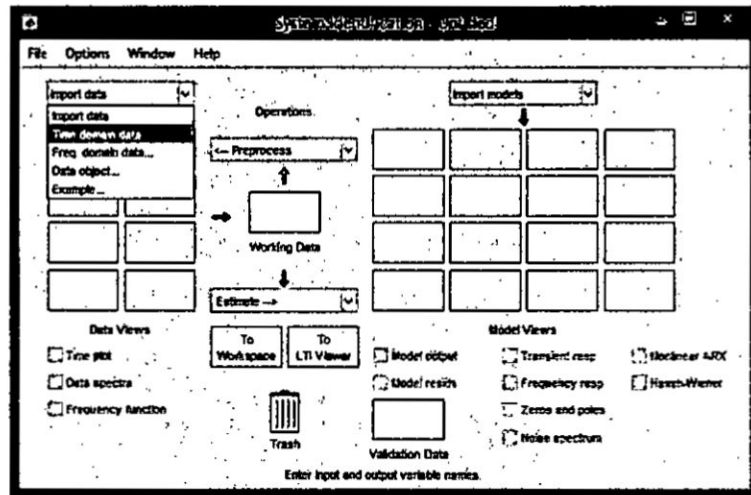 System Identification - Untitled
File Options Window Help
Import data
Import data
Time domain data...
Freq. domain data...
Data object...
Example...
Operations
<-- Preprocess
Working Data
Estimate -->
Import models
Data Views
Time plot
Data spectra
Frequency function
To Workspace
To LTI Viewer
Trash
Model Views
Model output
Model resids
Transient resp
Frequency resp
Zeros and poles
Noise spectrum
Nonlinear ARX
Hamm-Wiener
Validation Data
Enter input and output variable names.